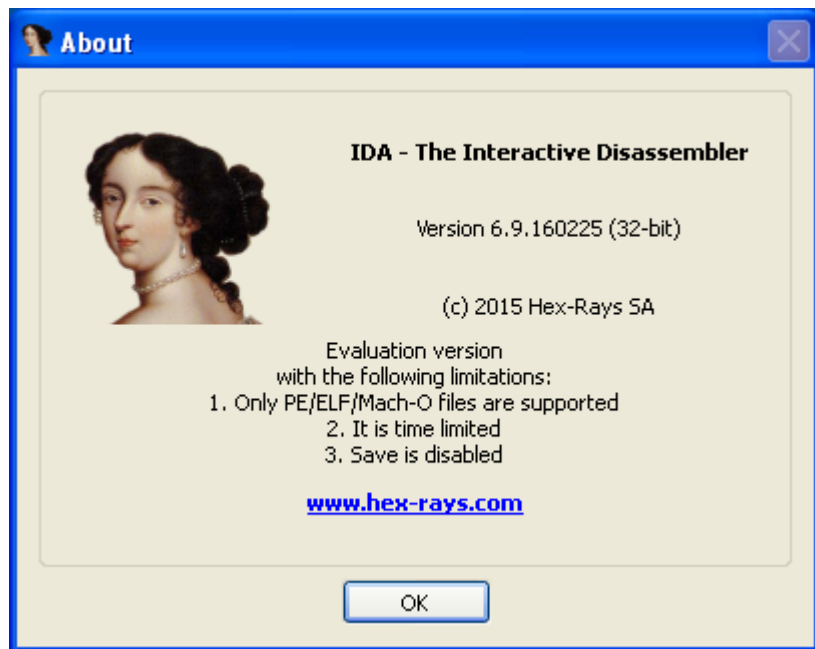 About
IDA - The Interactive Disassembler
Version 6.9.160225 (32-bit)
(c) 2015 Hex-Rays SA
Evaluation version
with the following limitations:
1. Only PE/ELF/Mach-O files are supported
2. It is time limited
3. Save is disabled
www.hex-rays.com
OK